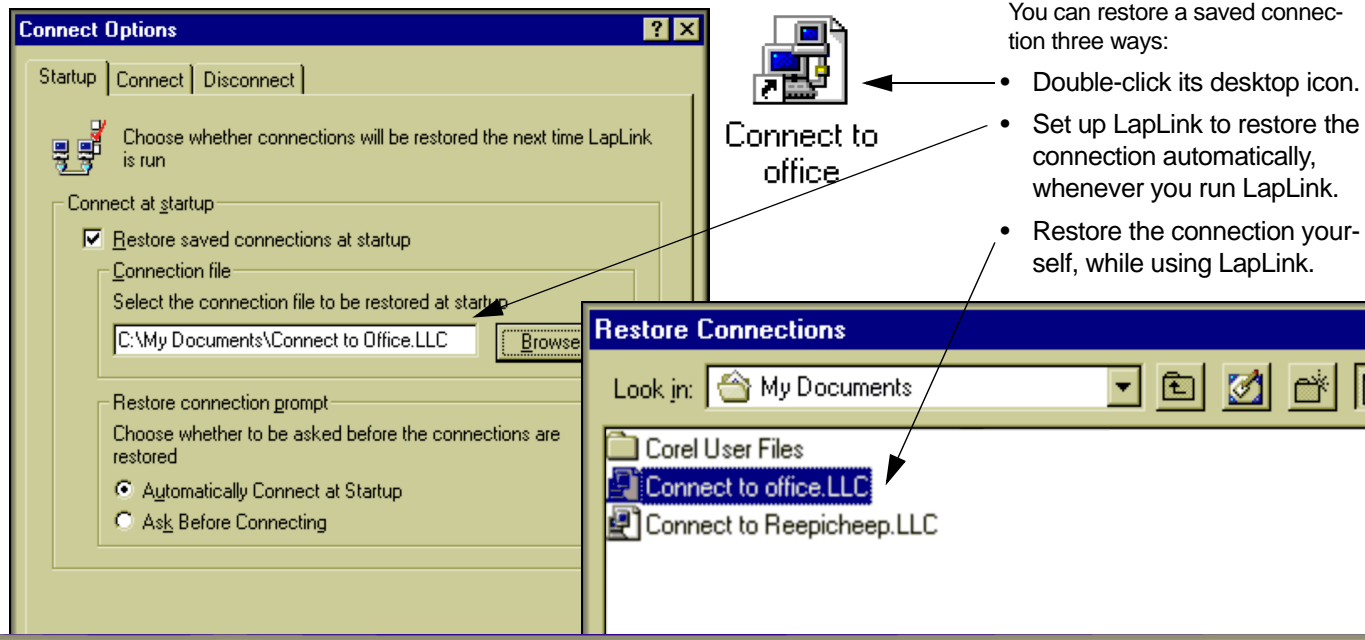 Connect Options
Startup
Connect
Disconnect
Choose whether connections will be restored the next time LapLink
is run
Connect at startup
Restore saved connections at startup
Connection file
Select the connection file to be restored at startup
C:\My Documents\Connect to Office.LLC
Browse
Restore connection prompt
Choose whether to be asked before the connections are
restored
Automatically Connect at Startup
Ask Before Connecting
Connect to
office
You can restore a saved connec-
tion three ways:
• Double-click its desktop icon.
• Set up LapLink to restore the
connection automatically,
whenever you run LapLink.
• Restore the connection your-
self, while using LapLink.
Restore Connections
Look in:
My Documents
Corel User Files
Connect to office.LLC
Connect to Reepicheep.LLC